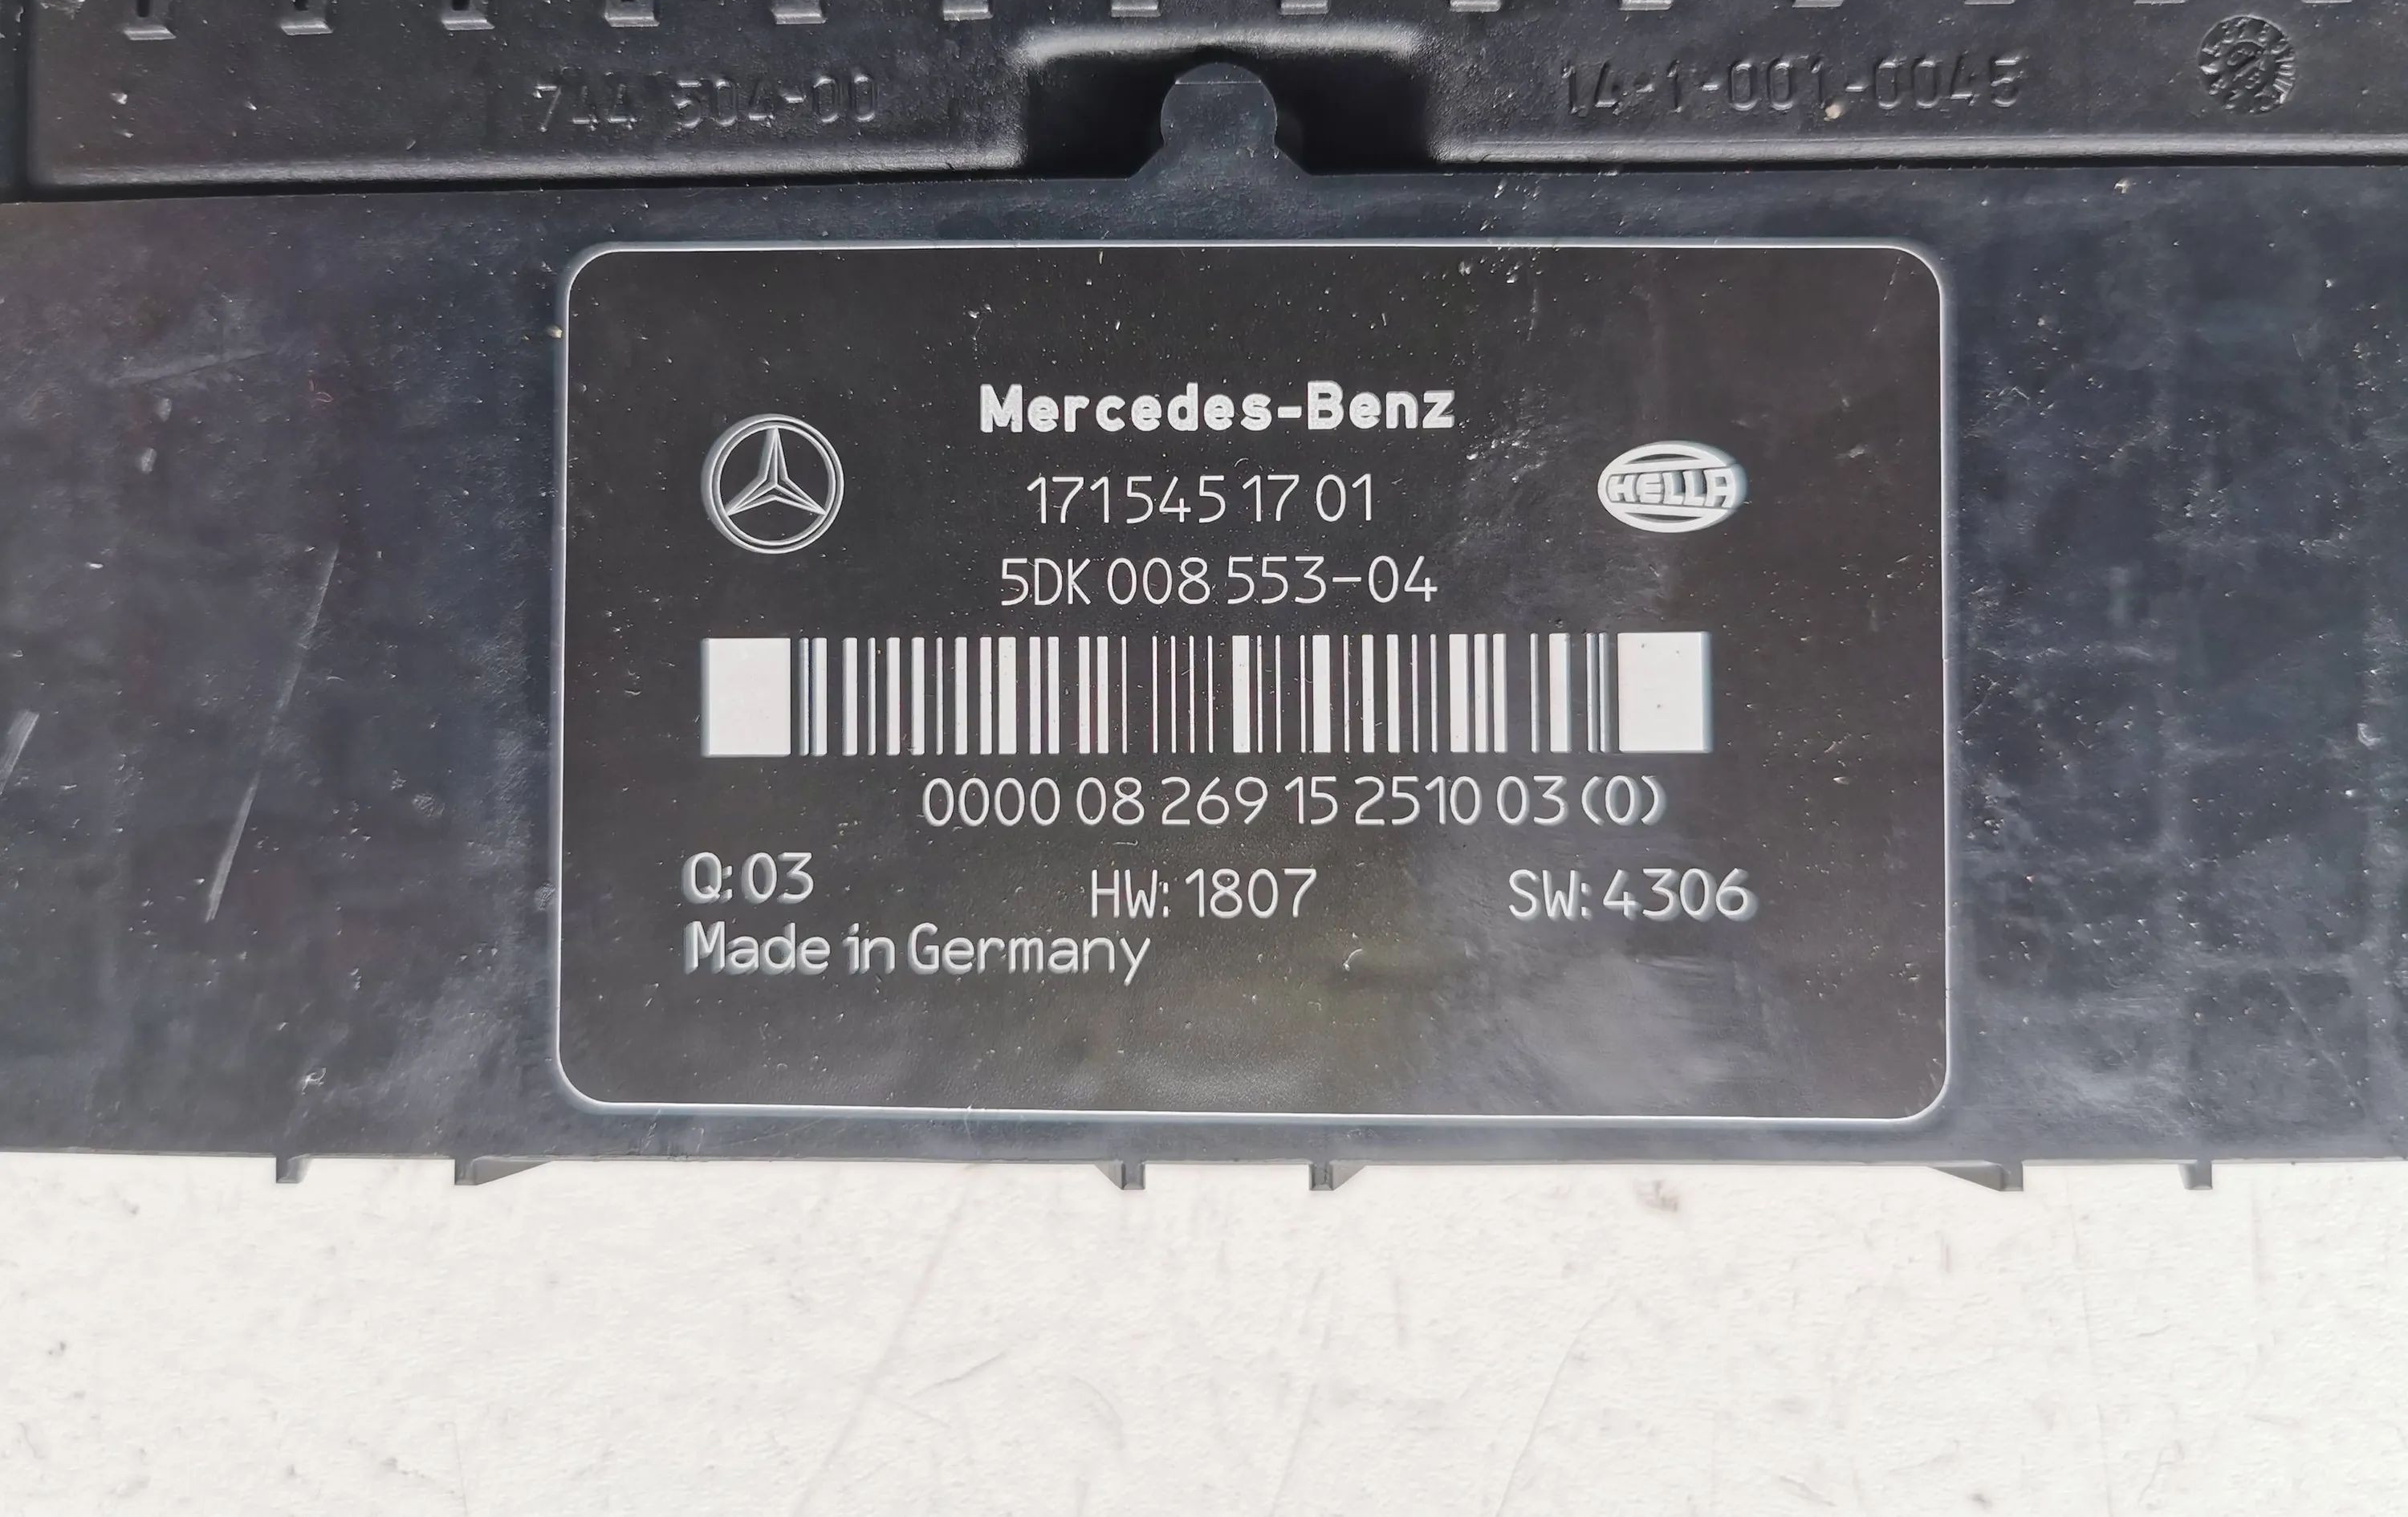 744 504-00
14-1-001-0045
Mercedes-Benz
171 545 17 01
HELLA
5DK 008 553-04
0000 08 269 15 2510 03 (0)
Q:03
HW: 1807
SW: 4306
Made in Germany